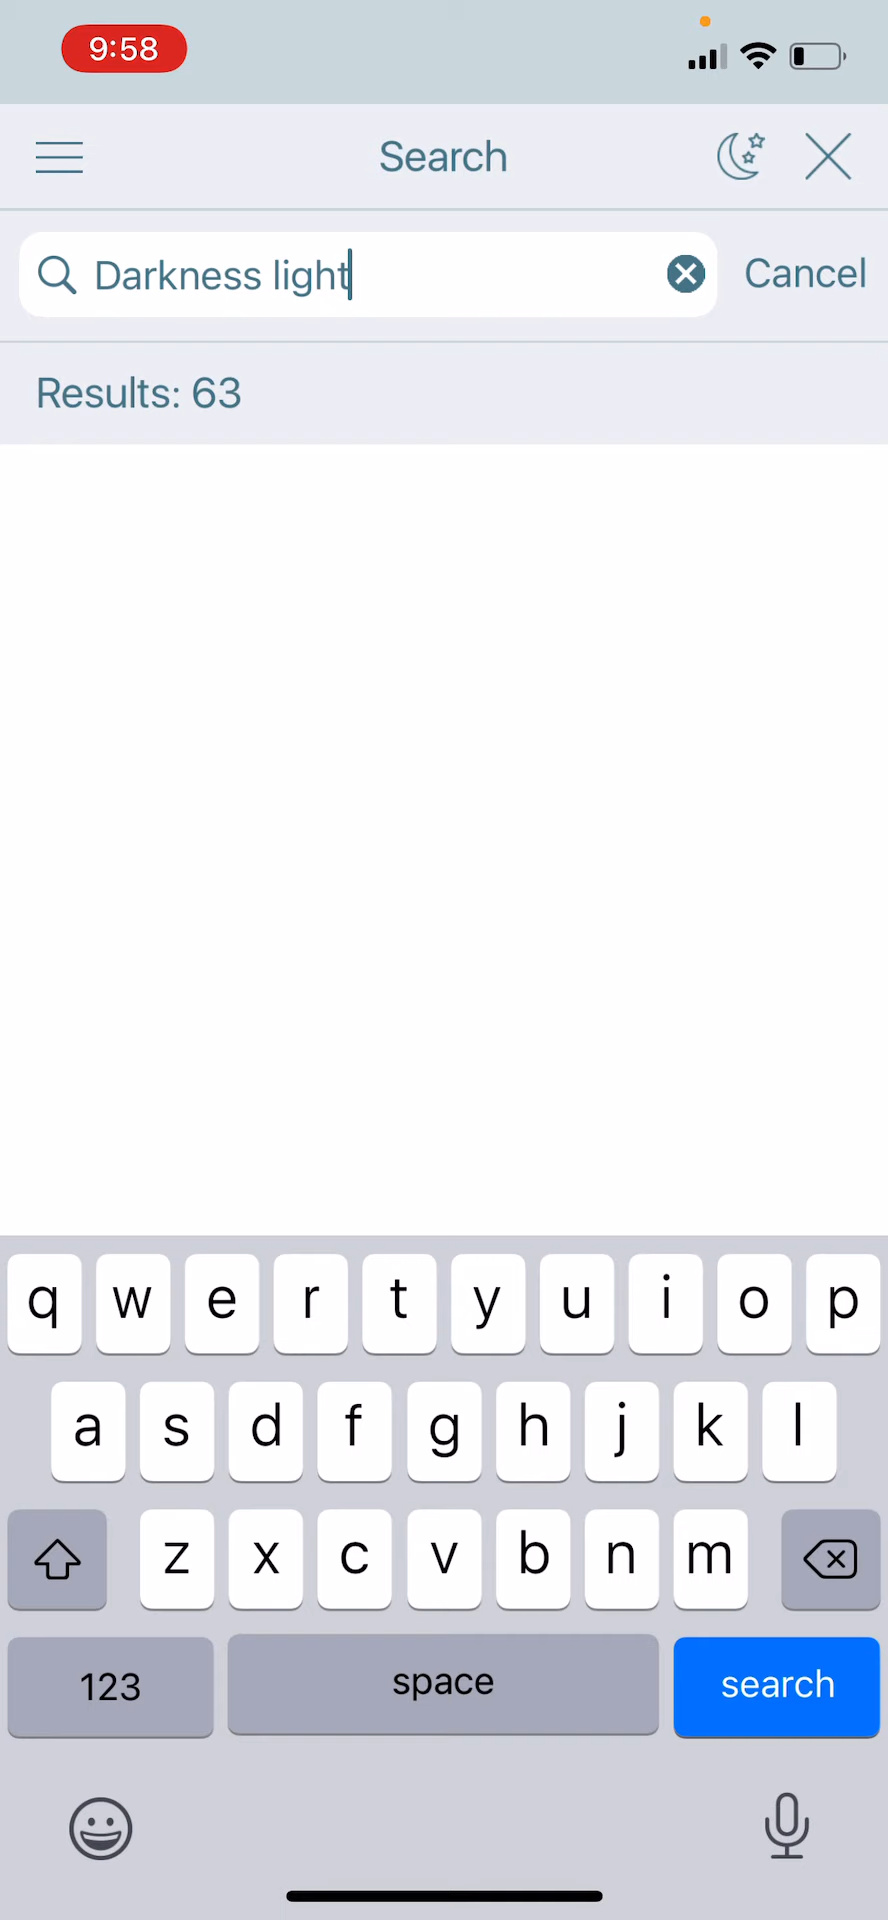 9:58
Search
Darkness light
Cancel
Results: 63
q w e r t y u i o p
a s d f g h j k l
z x c v b n m
123 space search